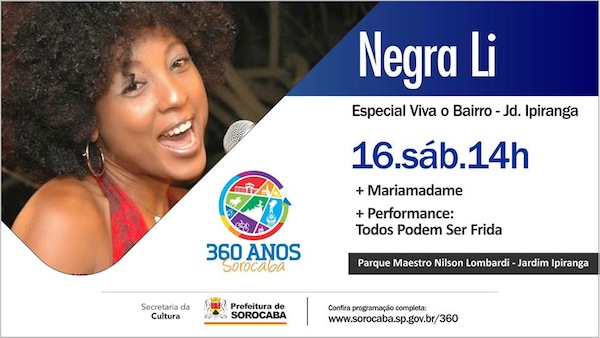 Negra Li
Especial Viva o Bairro - Jd. Ipiranga
16.sáb.14h
+ Mariamadame
+ Performance:
Todos Podem Ser Frida
360 ANOS
Sorocaba
Parque Maestro Nilson Lombardi - Jardim Ipiranga
Secretaria da
Cultura
Prefeitura de
SOROCABA
Confira programação completa:
www.sorocaba.sp.gov.br/360